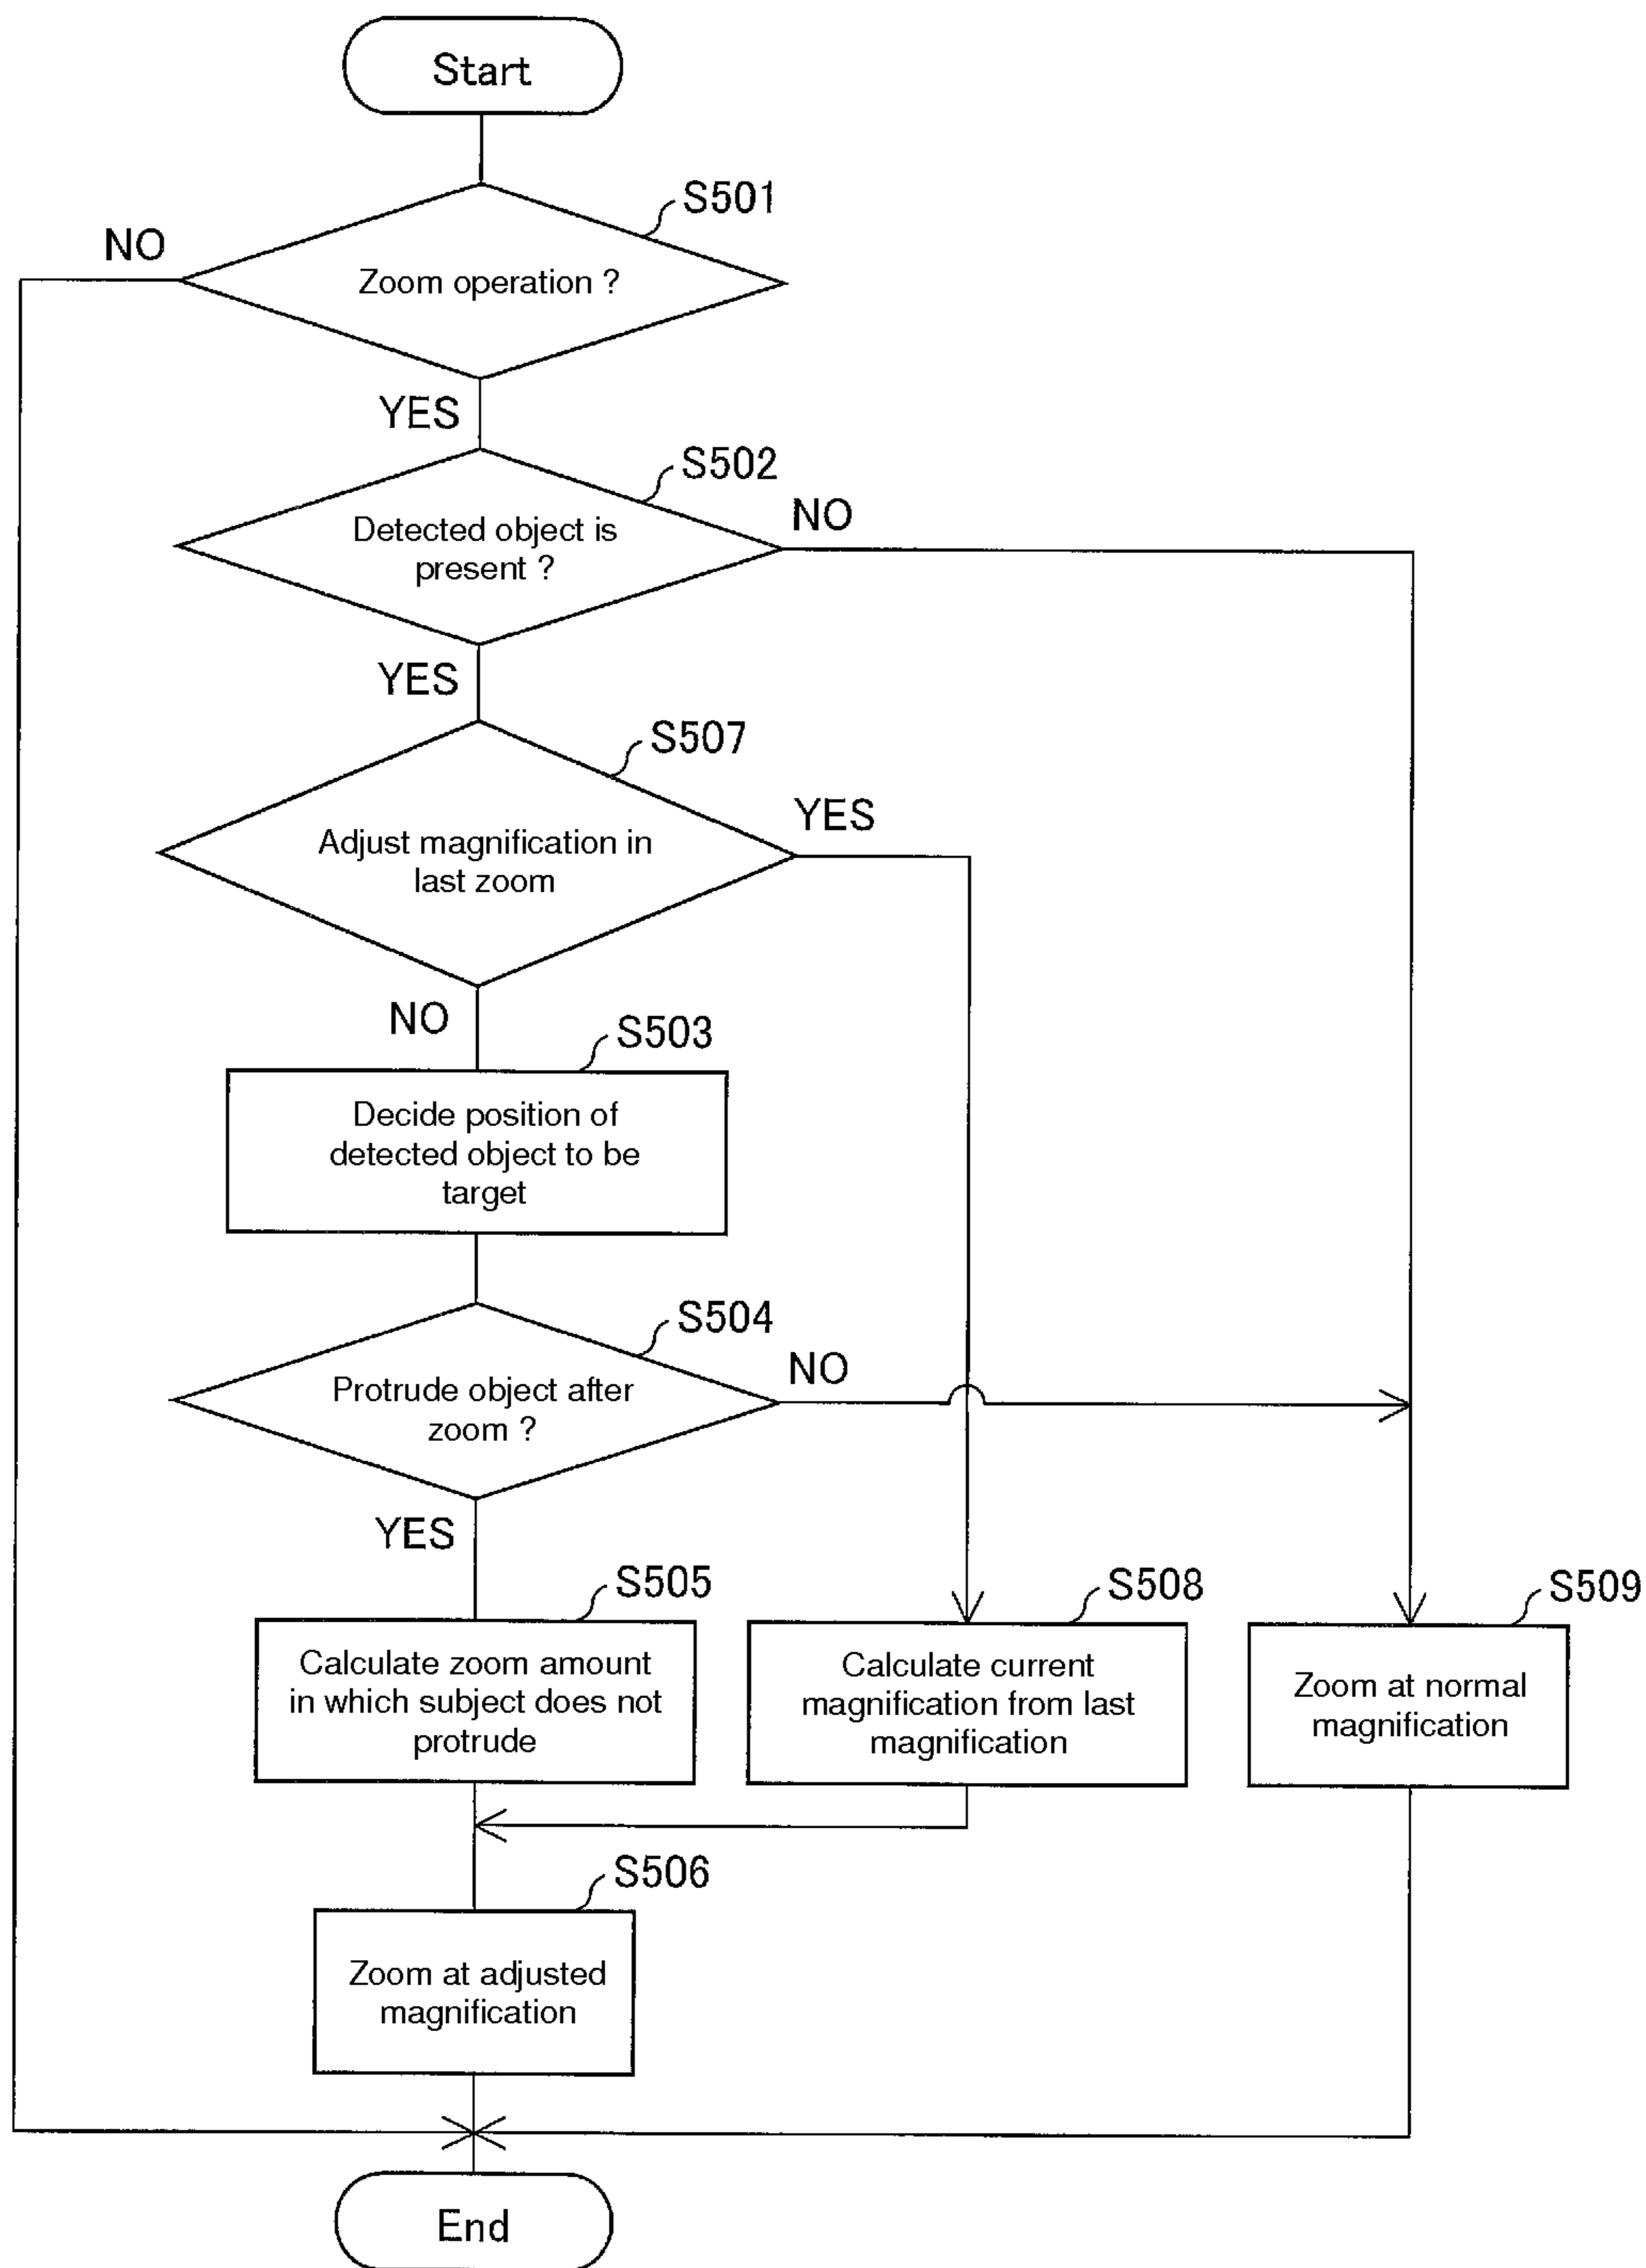 Start
S501
NO
Zoom operation ?
YES
S502
NO
Detected object is
present ?
YES
S507
YES
Adjust magnification in
last zoom
NO
S503
Decide position of
detected object to be
target
S504
NO
Protrude object after
zoom ?
YES
S505
Calculate zoom amount
in which subject does not
protrude
S508
Calculate current
magnification from last
magnification
S509
Zoom at normal
magnification
S506
Zoom at adjusted
magnification
End